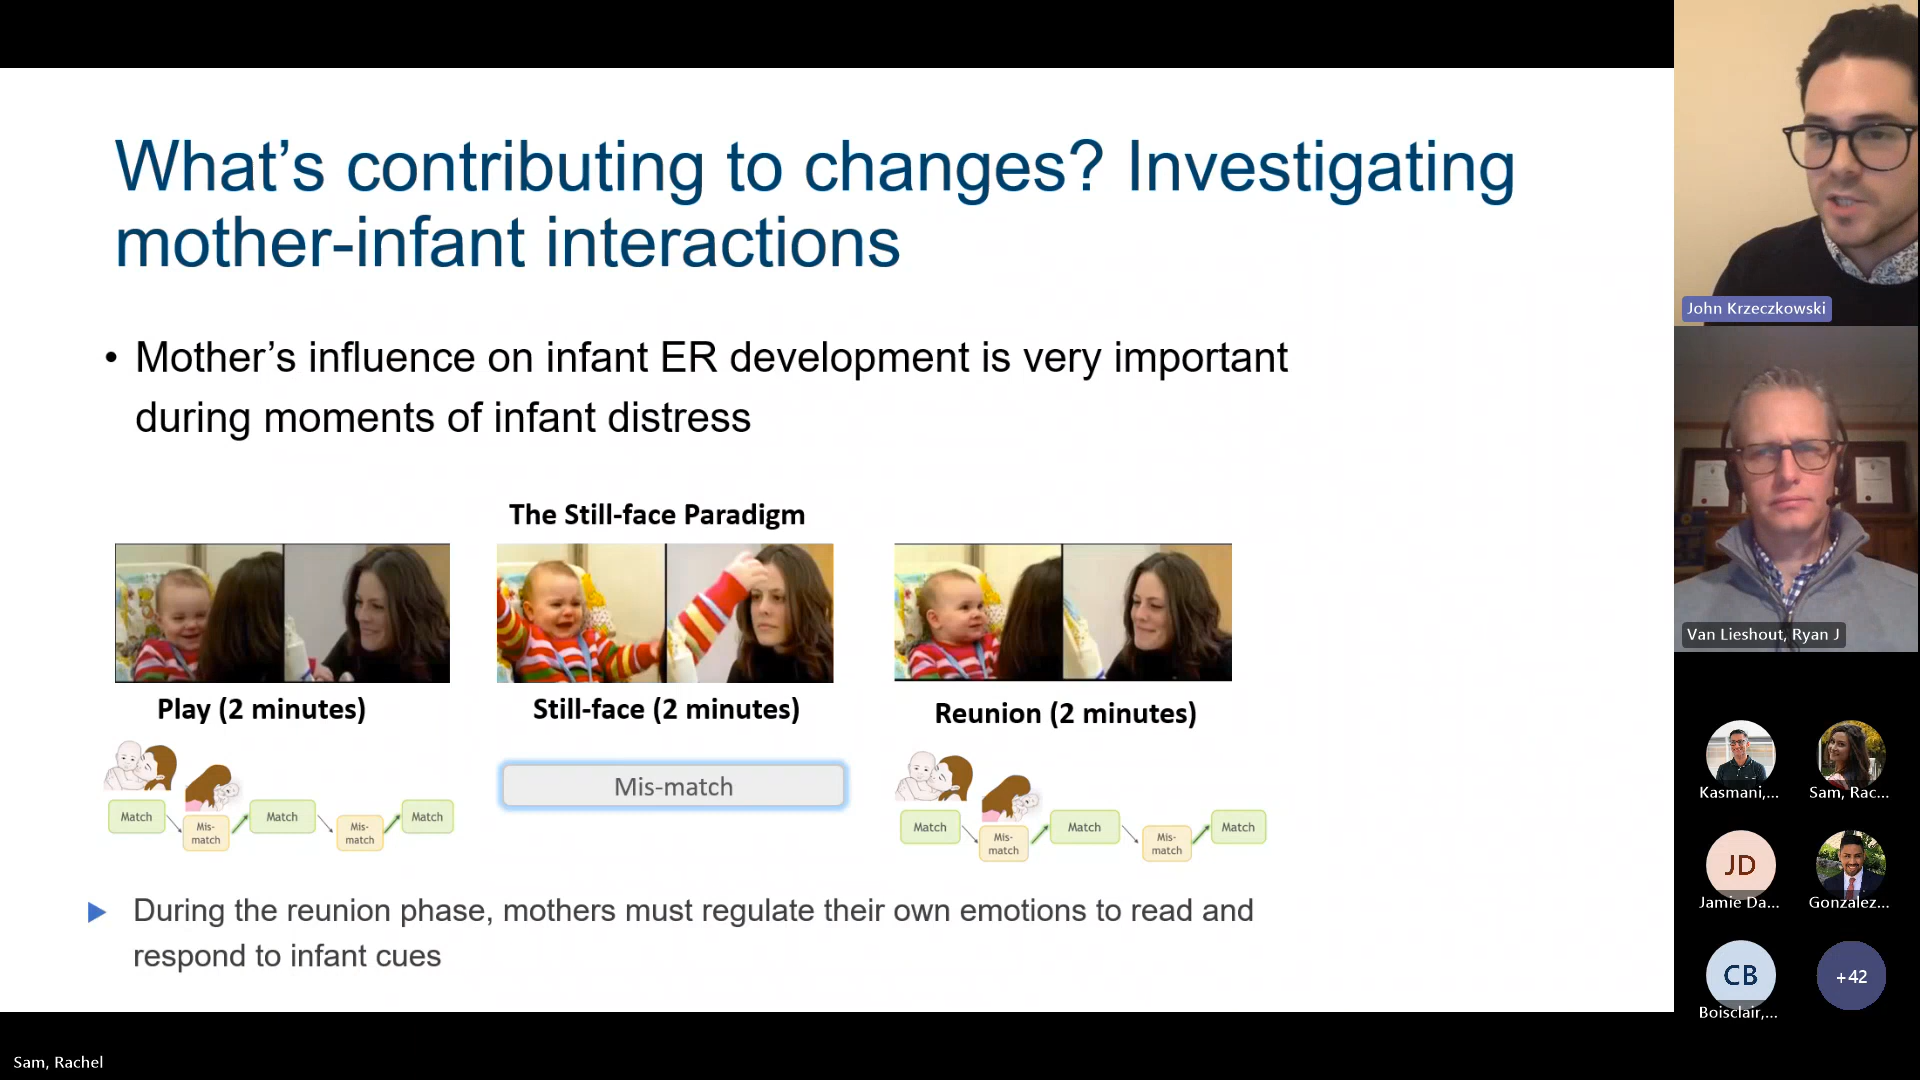 What’s contributing to changes? Investigating
mother-infant interactions
• Mother’s influence on infant ER development is very important
during moments of infant distress
The Still-face Paradigm
Play (2 minutes)
Still-face (2 minutes)
Reunion (2 minutes)
Match
Mis-
match
Match
Mis-
match
Match
Mis-match
Match
Mis-
match
Match
Mis-
match
Match
During the reunion phase, mothers must regulate their own emotions to read and
respond to infant cues
John Krzeczkowski
Van Lieshout, Ryan J
Kasmani,...
Sam, Rac...
JD
Jamie Da...
Gonzalez...
CB
Boisclair,...
+42
Sam, Rachel